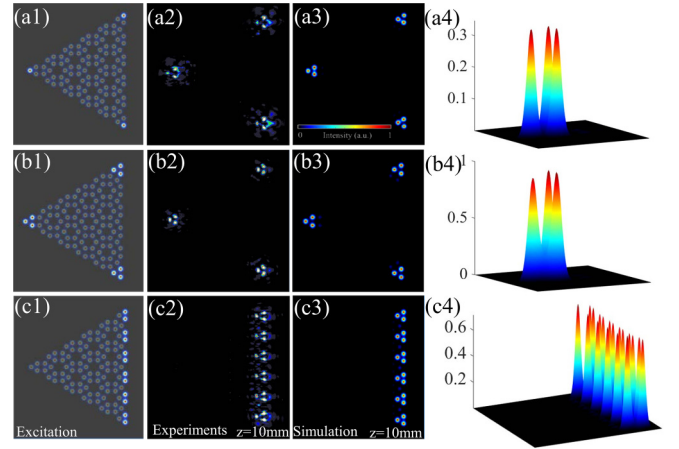 (a1) (a2) (a3) (a4)
0.3
0.2
0.1
0 Intensity (a.u.) 1
(b1) (b2) (b3) (b4)
1
0.5
0
(c1) (c2) (c3) (c4)
0.6
0.4
0.2
Excitation Experiments z=10mm Simulation z=10mm